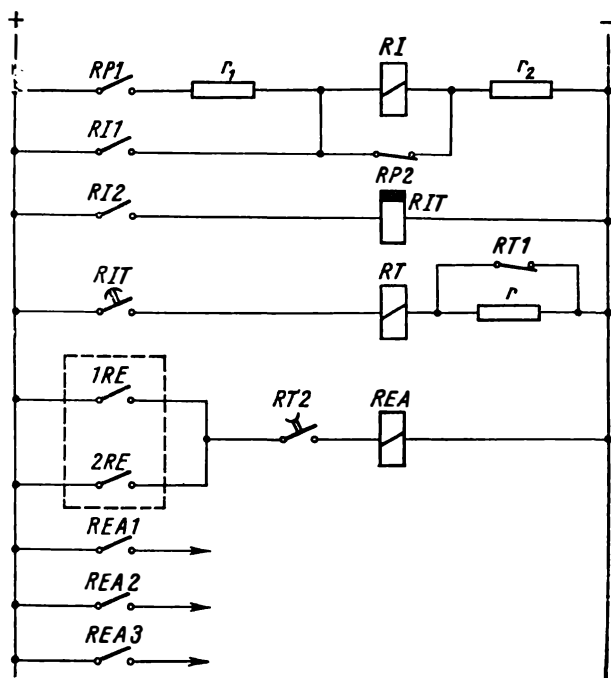 + −
RP1 r₁ RI r₂
RI1
RP2
RI2 RIT
RT1
RIT RT r
1RE RT2 REA
2RE
REA1
REA2
REA3